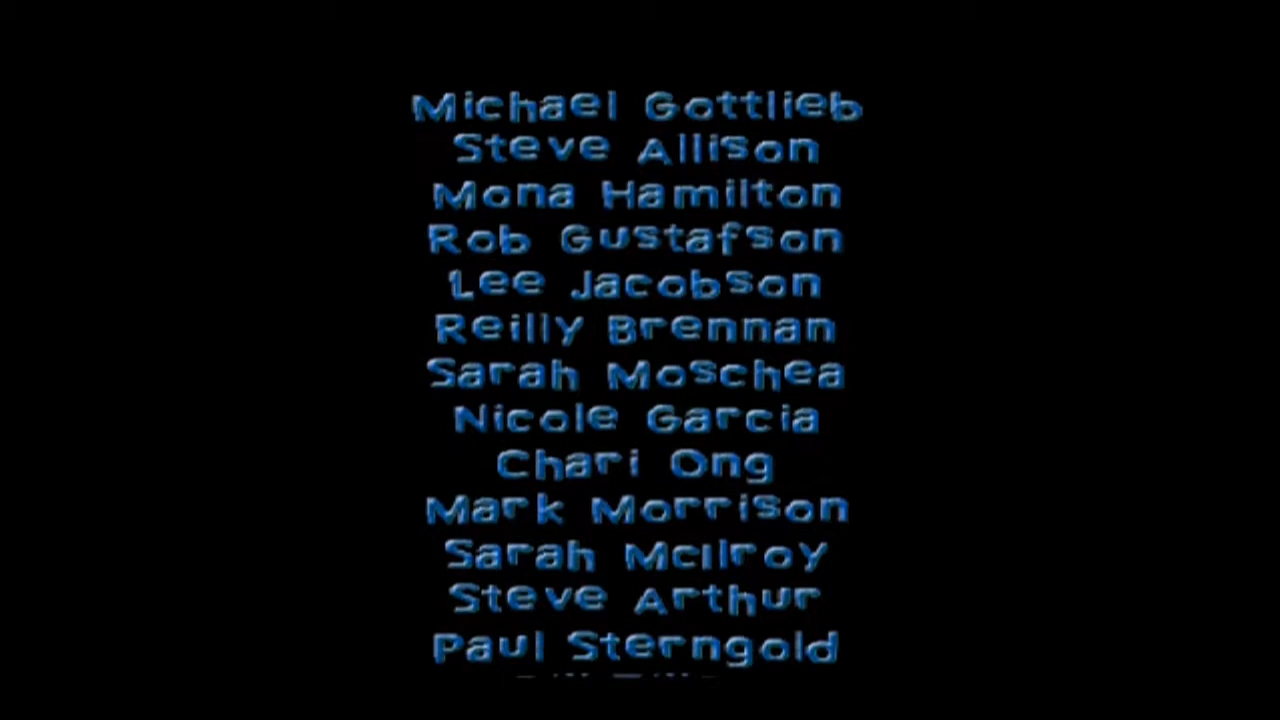 Michael Gottlieb
Steve Allison
Mona Hamilton
Rob Gustafson
Lee Jacobson
Reilly Brennan
Sarah Moschea
Nicole Garcia
Chari Ong
Mark Morrison
Sarah McIlroy
Steve Arthur
Paul Sterngold